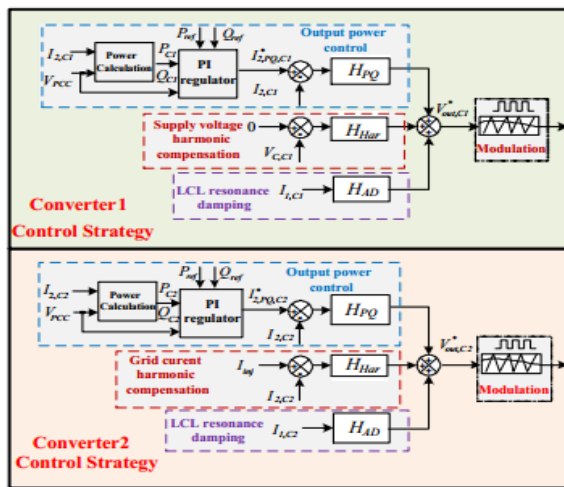 P_ref Q_ref
Output power
control
I_2,C1
V_PCC
Power
Calculation
P_C1
Q_C1
PI
regulator
I*_2,PQ,C1
I_2,C1
H_PQ
Supply voltage
harmonic
compensation
0
V_C,C1
H_Har
V*_out,C1
Modulation
LCL resonance
damping
I_1,C1
H_AD
Converter1
Control Strategy
P_ref Q_ref
Output power
control
I_2,C2
V_PCC
Power
Calculation
P_C2
Q_C2
PI
regulator
I*_2,PQ,C2
I_2,C2
H_PQ
Grid curent
harmonic
compensation
I_inj
I_2,C2
H_Har
V*_out,C2
Modulation
LCL resonance
damping
I_1,C2
H_AD
Converter2
Control Strategy